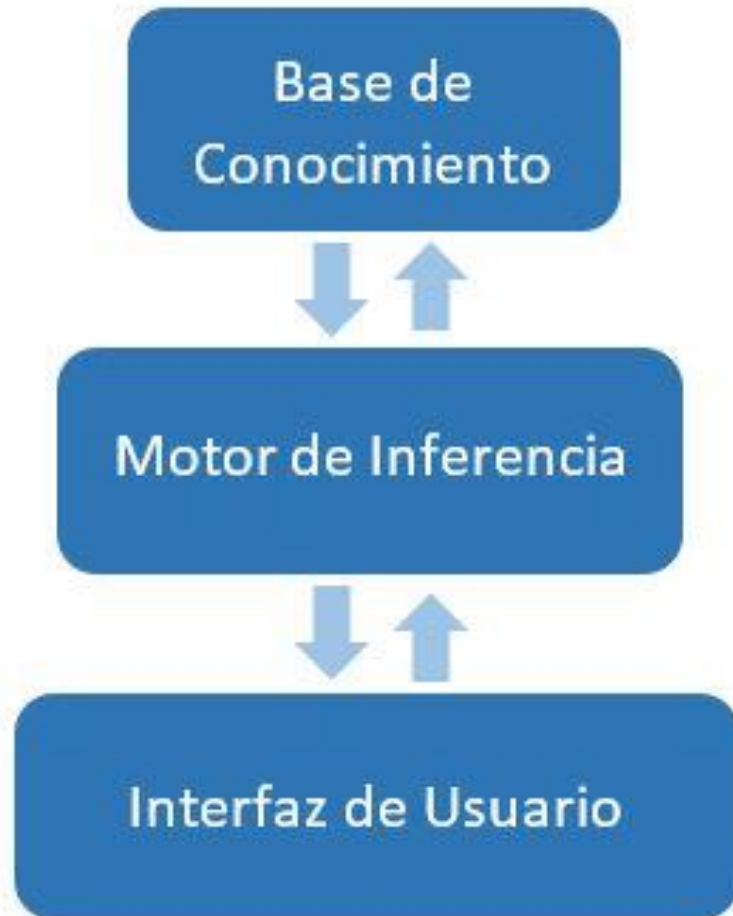 Base de
Conocimiento
Motor de Inferencia
Interfaz de Usuario